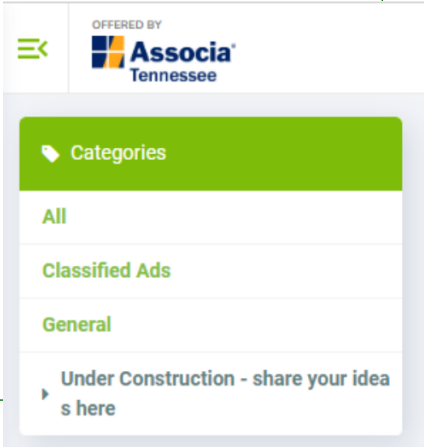 OFFERED BY
Associa
Tennessee
Categories
All
Classified Ads
General
Under Construction - share your idea
s here